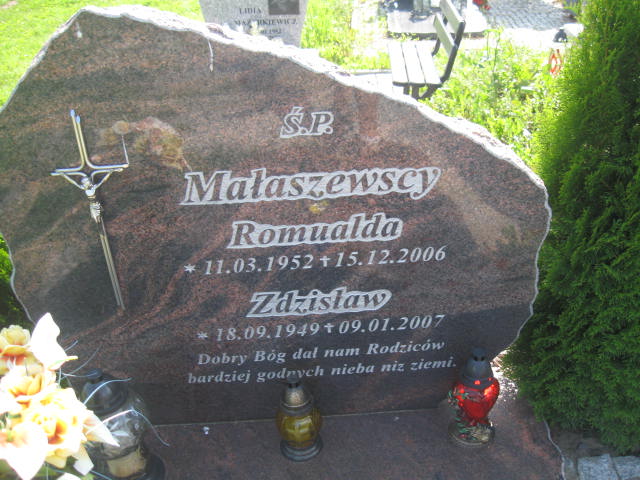 LIDIA
Ś.P.
Małaszewscy
Romualda
* 11.03.1952 † 15.12.2006
Zdzisław
* 18.09.1949 † 09.01.2007
Dobry Bóg dał nam Rodziców
bardziej godnych nieba niż ziemi.